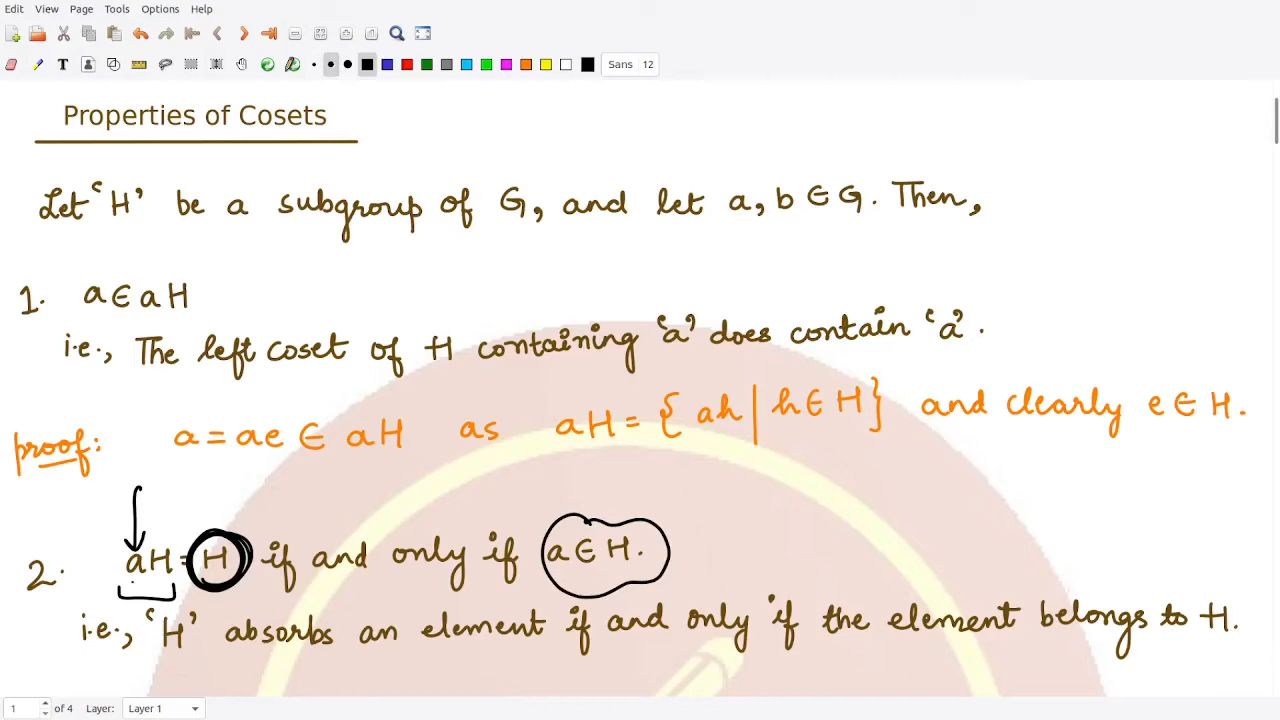 Edit View Page Tools Options Help
Sans 12
Properties of Cosets
Let 'H' be a subgroup of G, and let a, b ∈ G. Then,
1. a ∈ aH
i.e., The left coset of H containing 'a' does contain 'a'.
proof: a = ae ∈ aH as aH = { ah | h ∈ H } and clearly e ∈ H.
2. aH = H if and only if a ∈ H.
i.e., 'H' absorbs an element if and only if the element belongs to H.
1 of 4 Layer: Layer 1